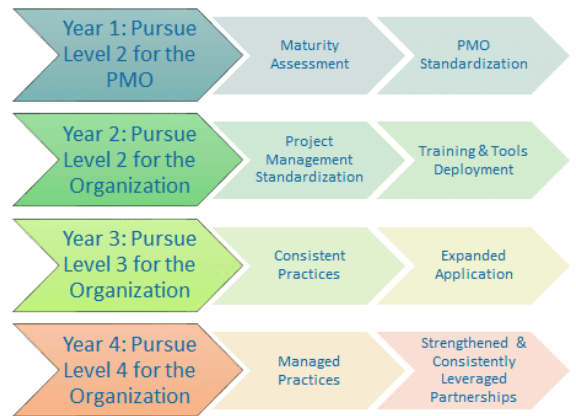 Year 1: Pursue
Level 2 for the
PMO
Maturity
Assessment
PMO
Standardization
Year 2: Pursue
Level 2 for the
Organization
Project
Management
Standardization
Training & Tools
Deployment
Year 3: Pursue
Level 3 for the
Organization
Consistent
Practices
Expanded
Application
Year 4: Pursue
Level 4 for the
Organization
Managed
Practices
Strengthened &
Consistently
Leveraged
Partnerships